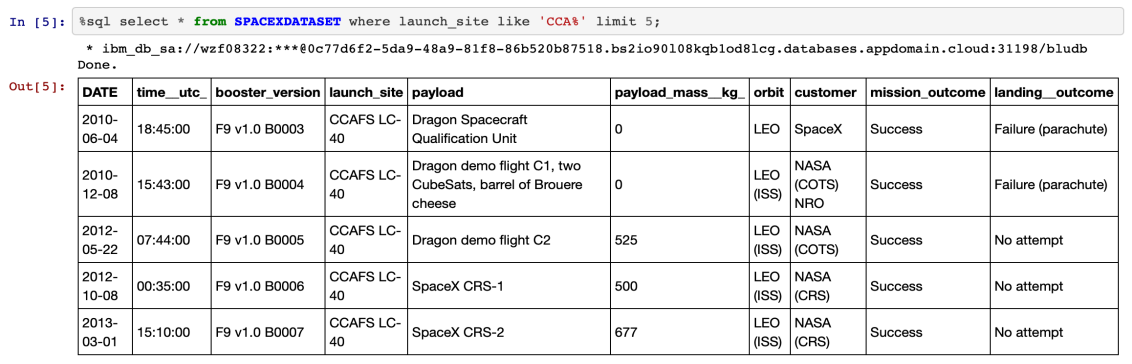 In [5]: %sql select * from SPACEXDATASET where launch_site like 'CCA%' limit 5;
* ibm_db_sa://wzf08322:***@0c77d6f2-5da9-48a9-81f8-86b520b87518.bs2io90l08kqb1od8lcg.databases.appdomain.cloud:31198/bludb
Done.
Out[5]:
DATE time__utc_ booster_version launch_site payload payload_mass__kg_ orbit customer mission_outcome landing__outcome
2010-06-04 18:45:00 F9 v1.0 B0003 CCAFS LC-40 Dragon Spacecraft Qualification Unit 0 LEO SpaceX Success Failure (parachute)
2010-12-08 15:43:00 F9 v1.0 B0004 CCAFS LC-40 Dragon demo flight C1, two CubeSats, barrel of Brouere cheese 0 LEO (ISS) NASA (COTS) NRO Success Failure (parachute)
2012-05-22 07:44:00 F9 v1.0 B0005 CCAFS LC-40 Dragon demo flight C2 525 LEO (ISS) NASA (COTS) Success No attempt
2012-10-08 00:35:00 F9 v1.0 B0006 CCAFS LC-40 SpaceX CRS-1 500 LEO (ISS) NASA (CRS) Success No attempt
2013-03-01 15:10:00 F9 v1.0 B0007 CCAFS LC-40 SpaceX CRS-2 677 LEO (ISS) NASA (CRS) Success No attempt